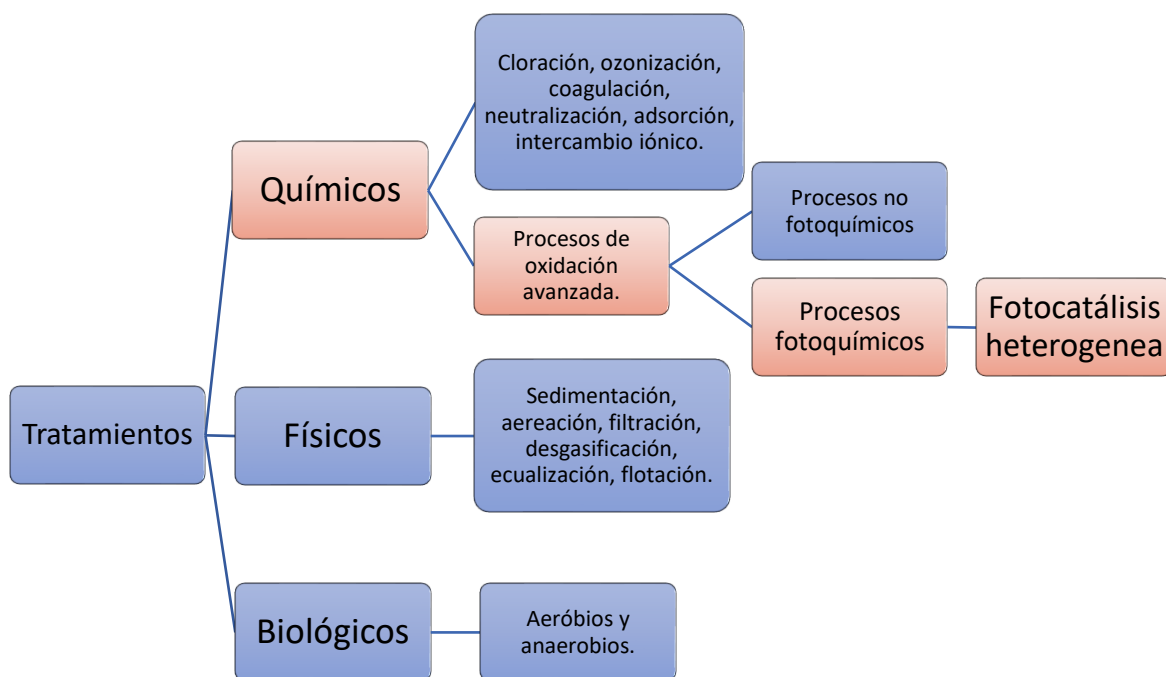 Cloración, ozonización,
coagulación,
neutralización, adsorción,
intercambio iónico.
Químicos
Procesos no
fotoquímicos
Procesos de
oxidación
avanzada.
Procesos
fotoquímicos
Fotocatálisis
heterogenea
Tratamientos
Físicos
Sedimentación,
aereación, filtración,
desgasificación,
ecualización, flotación.
Biológicos
Aeróbios y
anaerobios.